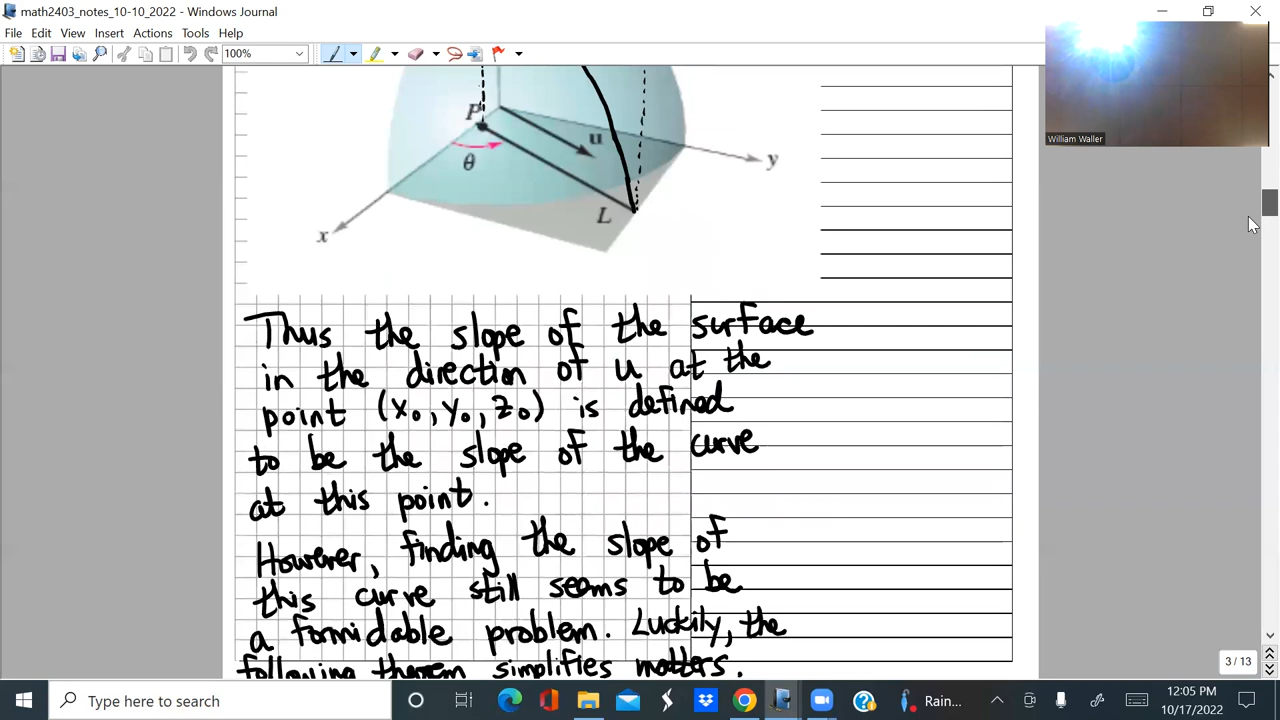 math2403_notes_10-10_2022 - Windows Journal
File Edit View Insert Actions Tools Help
100%
William Waller
P
u
θ
y
L
x
Thus the slope of the surface
in the direction of u at the
point (x₀, y₀, z₀) is defined
to be the slope of the curve
at this point.
However, finding the slope of
this curve still seems to be
a formidable problem. Luckily, the
following theorem simplifies matters.
3 / 13
Type here to search
Rain...
12:05 PM
10/17/2022